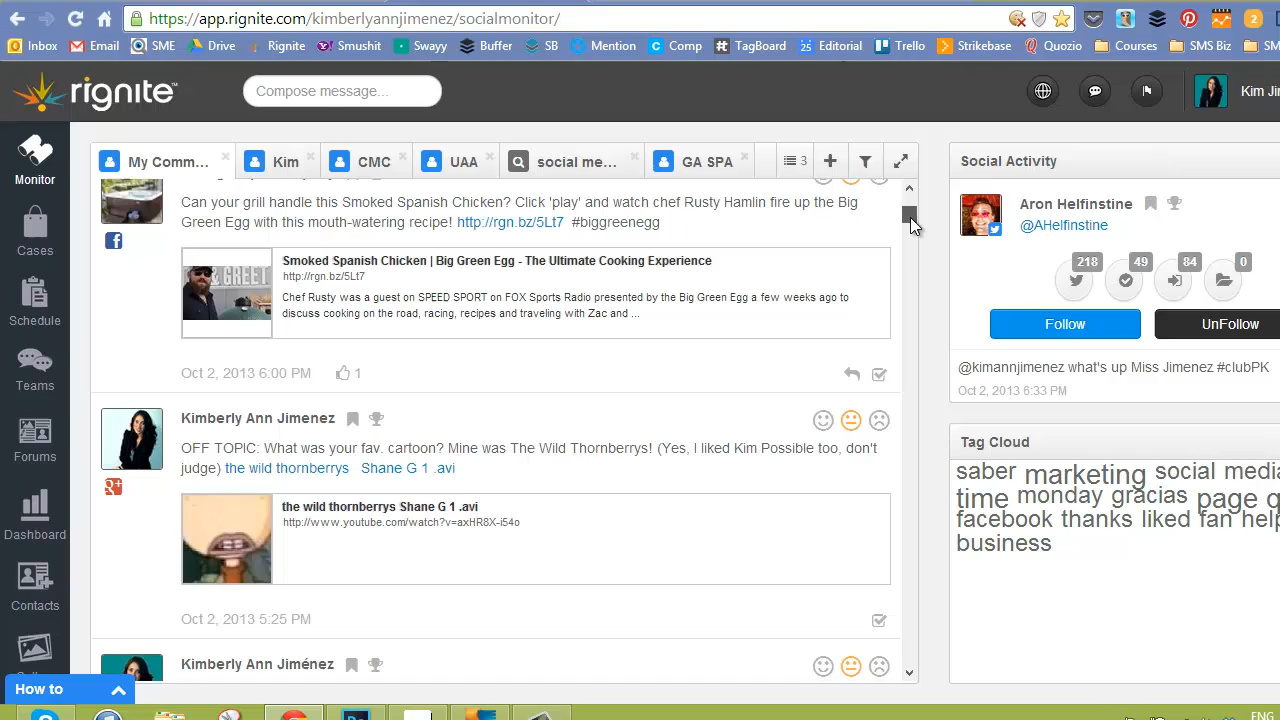 https://app.rignite.com/kimberlyannjimenez/socialmonitor/
2
Inbox Email SME Drive Rignite Smushit Swayy Buffer SB Mention Comp TagBoard 25 Editorial Trello Strikebase Quozio Courses SMS Biz SM
rignite™
Compose message...
Kim Ji
Monitor
Cases
Schedule
Teams
Forums
Dashboard
Contacts
How to
My Comm...
Kim
CMC
UAA
social me...
GA SPA
3
Can your grill handle this Smoked Spanish Chicken? Click 'play' and watch chef Rusty Hamlin fire up the Big
Green Egg with this mouth-watering recipe! http://rgn.bz/5Lt7 #biggreenegg
Smoked Spanish Chicken | Big Green Egg - The Ultimate Cooking Experience
http://rgn.bz/5Lt7
Chef Rusty was a guest on SPEED SPORT on FOX Sports Radio presented by the Big Green Egg a few weeks ago to
discuss cooking on the road, racing, recipes and traveling with Zac and ...
& GREET
Oct 2, 2013 6:00 PM
1
Kimberly Ann Jimenez
OFF TOPIC: What was your fav. cartoon? Mine was The Wild Thornberrys! (Yes, I liked Kim Possible too, don't
judge) the wild thornberrys Shane G 1 .avi
the wild thornberrys Shane G 1 .avi
http://www.youtube.com/watch?v=axHR8X-i54o
Oct 2, 2013 5:25 PM
Kimberly Ann Jiménez
Social Activity
Aron Helfinstine
@AHelfinstine
218 49 84 0
Follow
UnFollow
@kimannjimenez what's up Miss Jimenez #clubPK
Oct 2, 2013 6:33 PM
Tag Cloud
saber marketing social media
time monday gracias page q
facebook thanks liked fan help
business
ENG